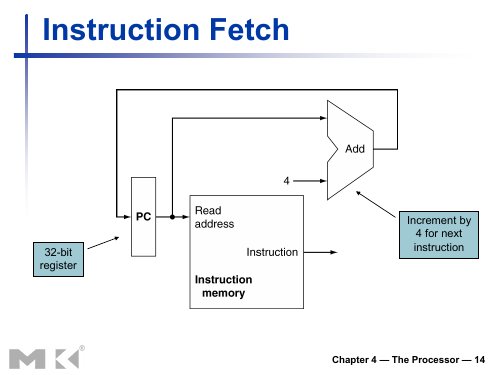 Instruction Fetch
Add
4
PC
Read
address
Instruction
Instruction
memory
32-bit
register
Increment by
4 for next
instruction
MK®
Chapter 4 — The Processor — 14